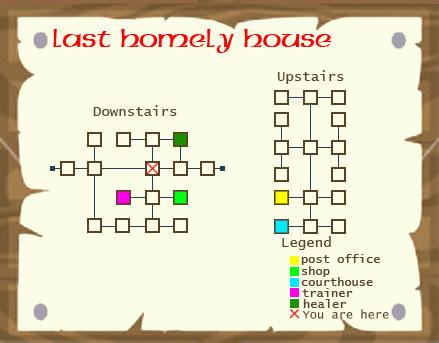 last homely house
Upstairs
Downstairs
Legend
post office
shop
courthouse
trainer
healer
You are here